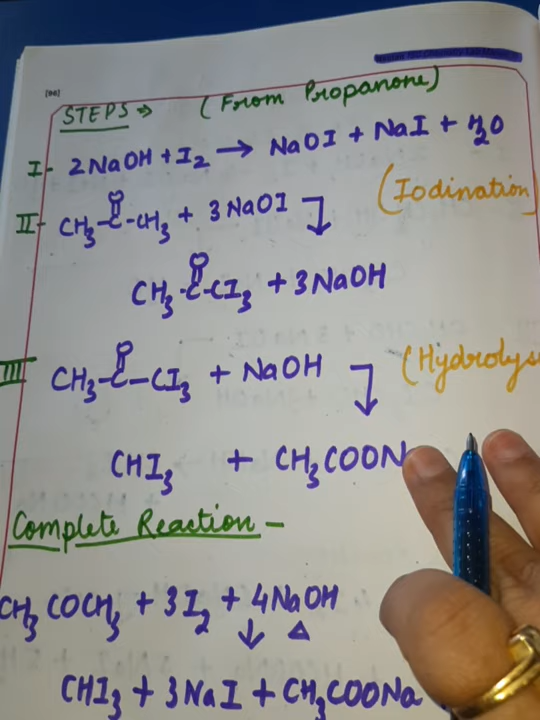 [96]
STEPS → (From Propanone)
I- 2NaOH + I₂ → NaOI + NaI + H₂O
II- CH₃-C-CH₃ + 3NaOI (Iodination)
O
CH₃-C-CI₃ + 3NaOH
O
III CH₃-C-CI₃ + NaOH (Hydrolys
O
CHI₃ + CH₃COON
Complete Reaction -
CH₃COCH₃ + 3I₂ + 4NaOH
↓ Δ
CHI₃ + 3NaI + CH₃COONa